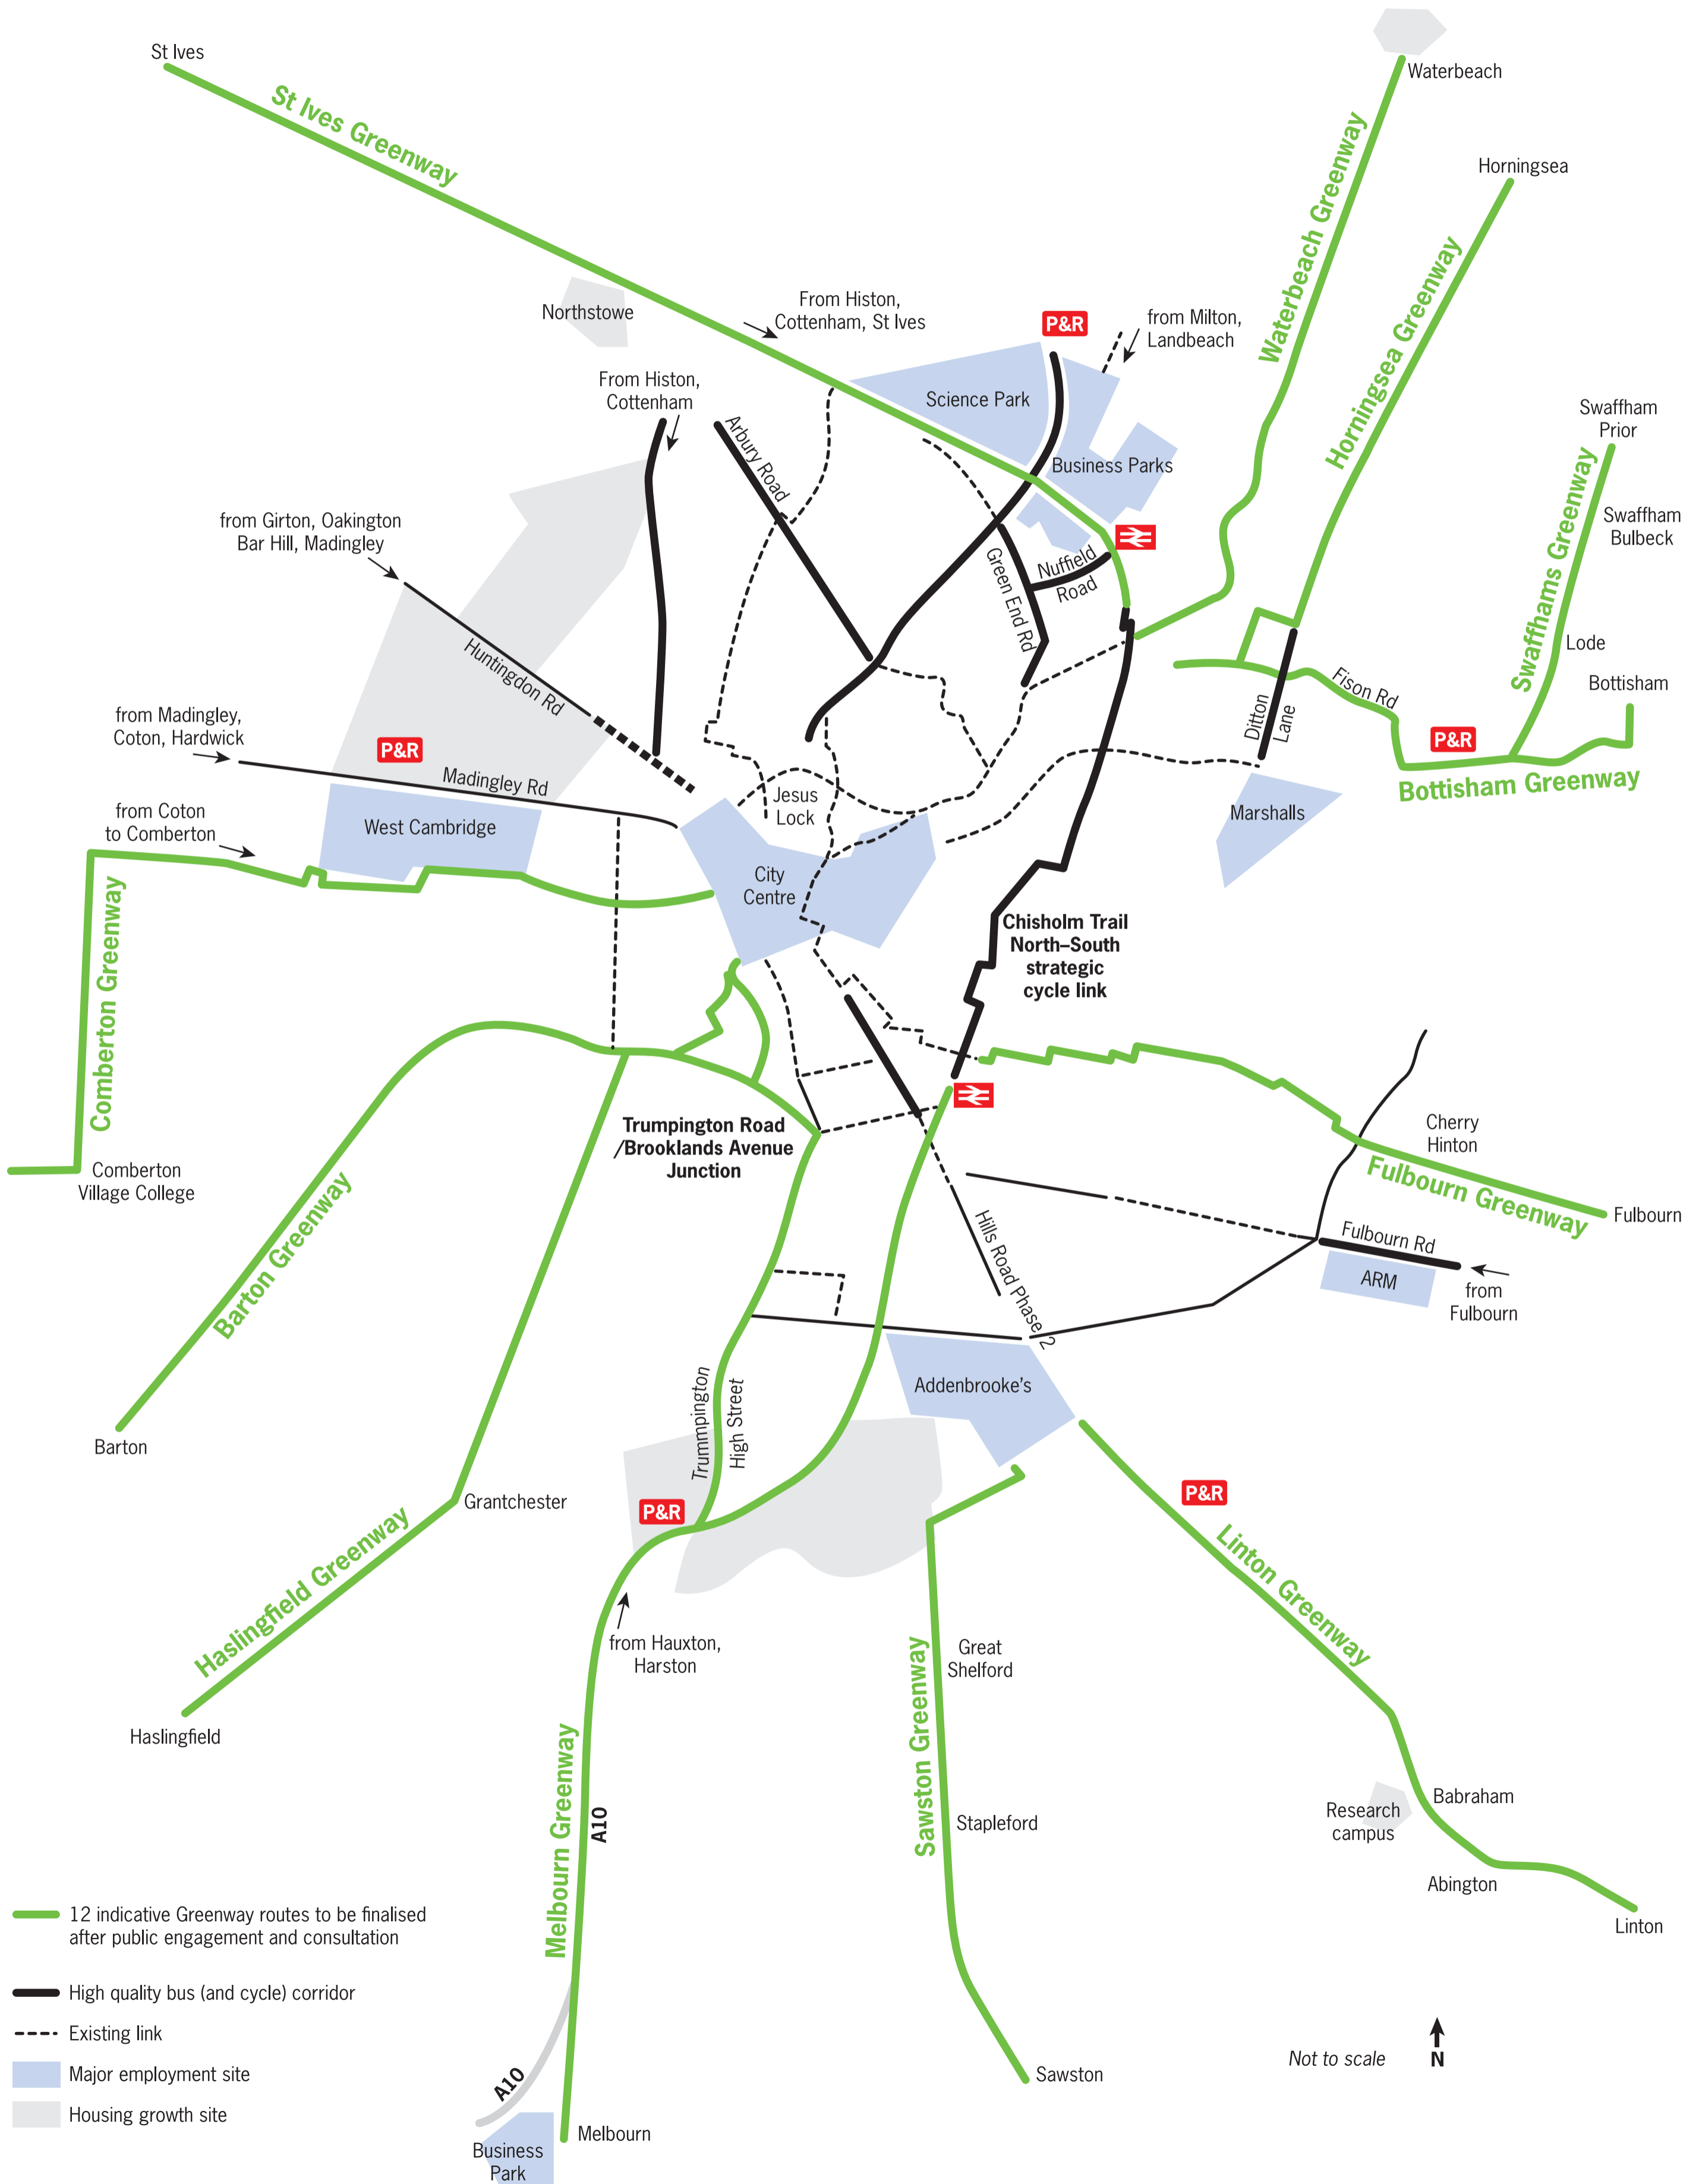 St Ives
Waterbeach
St Ives Greenway
Waterbeach Greenway
Horningsea
Horningsea Greenway
Northstowe
From Histon,
Cottenham, St Ives
P&R
from Milton,
Landbeach
From Histon,
Cottenham
Science Park
Arbury Road
Business Parks
Swaffham
Prior
Swaffhams Greenway
Swaffham
Bulbeck
from Girton, Oakington
Bar Hill, Madingley
Green End Rd
Nuffield
Road
Huntingdon Rd
Lode
Bottisham
Fison Rd
Ditton
Lane
from Madingley,
Coton, Hardwick
P&R
P&R
Madingley Rd
Bottisham Greenway
from Coton
to Comberton
West Cambridge
Jesus
Lock
Marshalls
City
Centre
Comberton Greenway
Chisholm Trail
North–South
strategic
cycle link
Trumpington Road
/Brooklands Avenue
Junction
Cherry
Hinton
Comberton
Village College
Fulbourn Greenway
Fulbourn
Barton Greenway
Hills Road Phase 2
Fulbourn Rd
ARM
from
Fulbourn
Addenbrooke's
Trummpington
High Street
Barton
Grantchester
P&R
P&R
Linton Greenway
Haslingfield Greenway
from Hauxton,
Harston
Sawston Greenway
Great
Shelford
Haslingfield
Melbourn Greenway
A10
Stapleford
Research
campus
Babraham
Abington
Linton
12 indicative Greenway routes to be finalised
after public engagement and consultation
High quality bus (and cycle) corridor
Existing link
Major employment site
Housing growth site
A10
Business
Park
Melbourn
Sawston
Not to scale
N